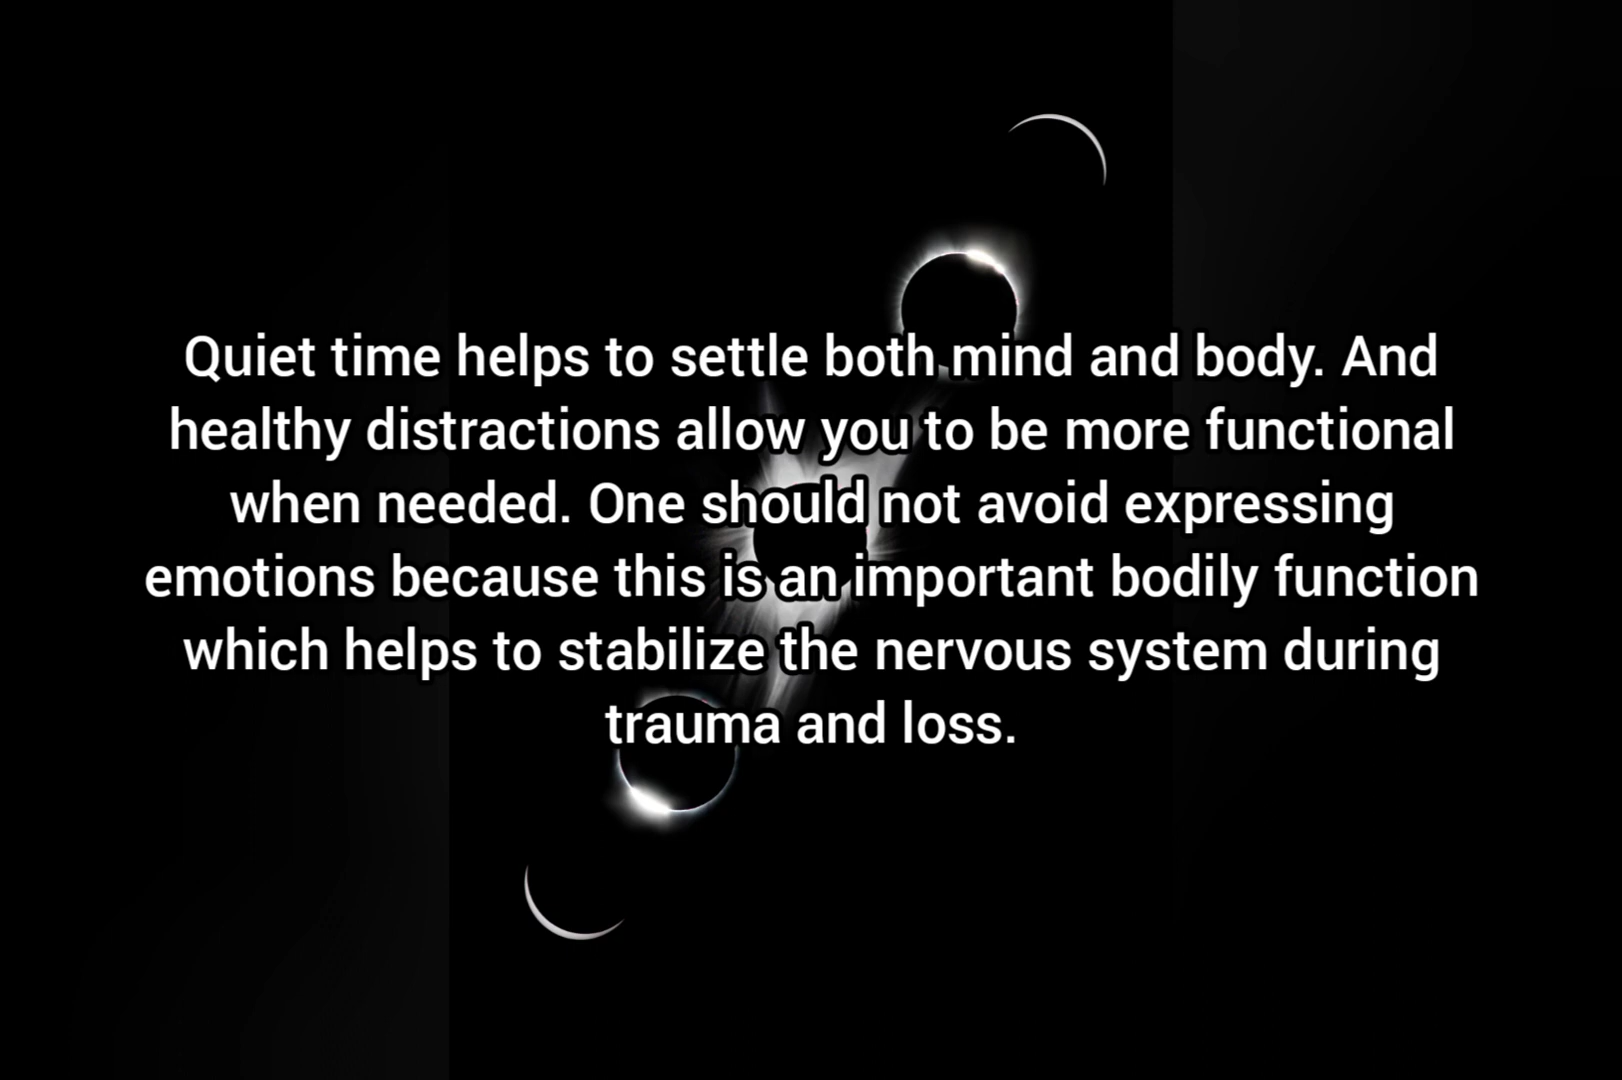 Quiet time helps to settle both mind and body. And
healthy distractions allow you to be more functional
when needed. One should not avoid expressing
emotions because this is an important bodily function
which helps to stabilize the nervous system during
trauma and loss.